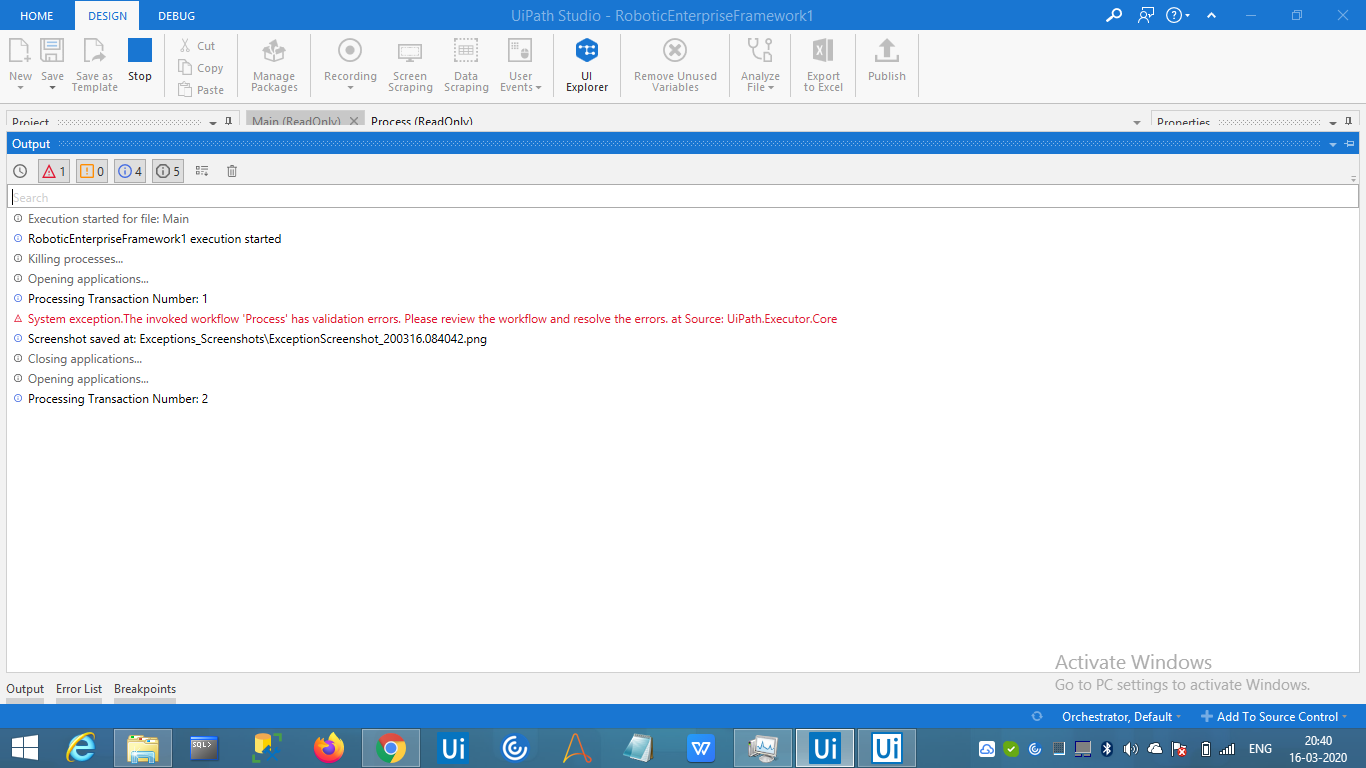 HOME DESIGN DEBUG UiPath Studio - RoboticEnterpriseFramework1
New Save Save as Template Stop Cut Copy Paste Manage Packages Recording Screen Scraping Data Scraping User Events UI Explorer Remove Unused Variables Analyze File Export to Excel Publish
Project Main (ReadOnly) Process (ReadOnly) Properties
Output
1 0 4 5
Search
Execution started for file: Main
RoboticEnterpriseFramework1 execution started
Killing processes...
Opening applications...
Processing Transaction Number: 1
System exception.The invoked workflow 'Process' has validation errors. Please review the workflow and resolve the errors. at Source: UiPath.Executor.Core
Screenshot saved at: Exceptions_Screenshots\ExceptionScreenshot_200316.084042.png
Closing applications...
Opening applications...
Processing Transaction Number: 2
Activate Windows
Go to PC settings to activate Windows.
Output Error List Breakpoints
Orchestrator, Default Add To Source Control
SQL> Ui W Ui Ui ENG 20:40
16-03-2020